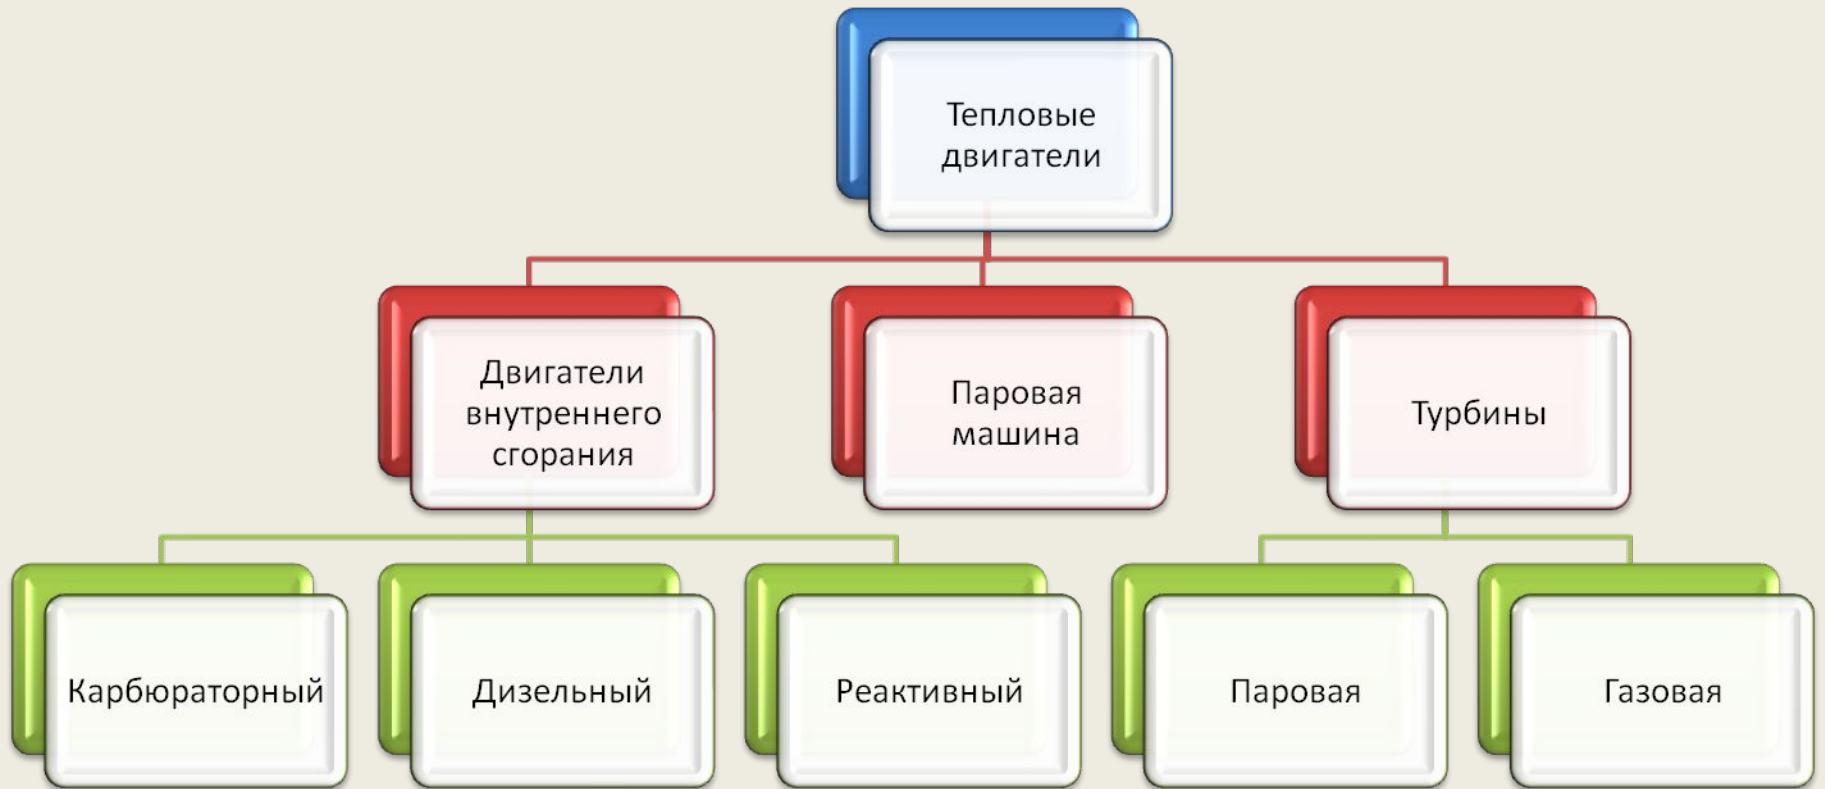 Тепловые
двигатели
Двигатели
внутреннего
сгорания
Паровая
машина
Турбины
Карбюраторный
Дизельный
Реактивный
Паровая
Газовая